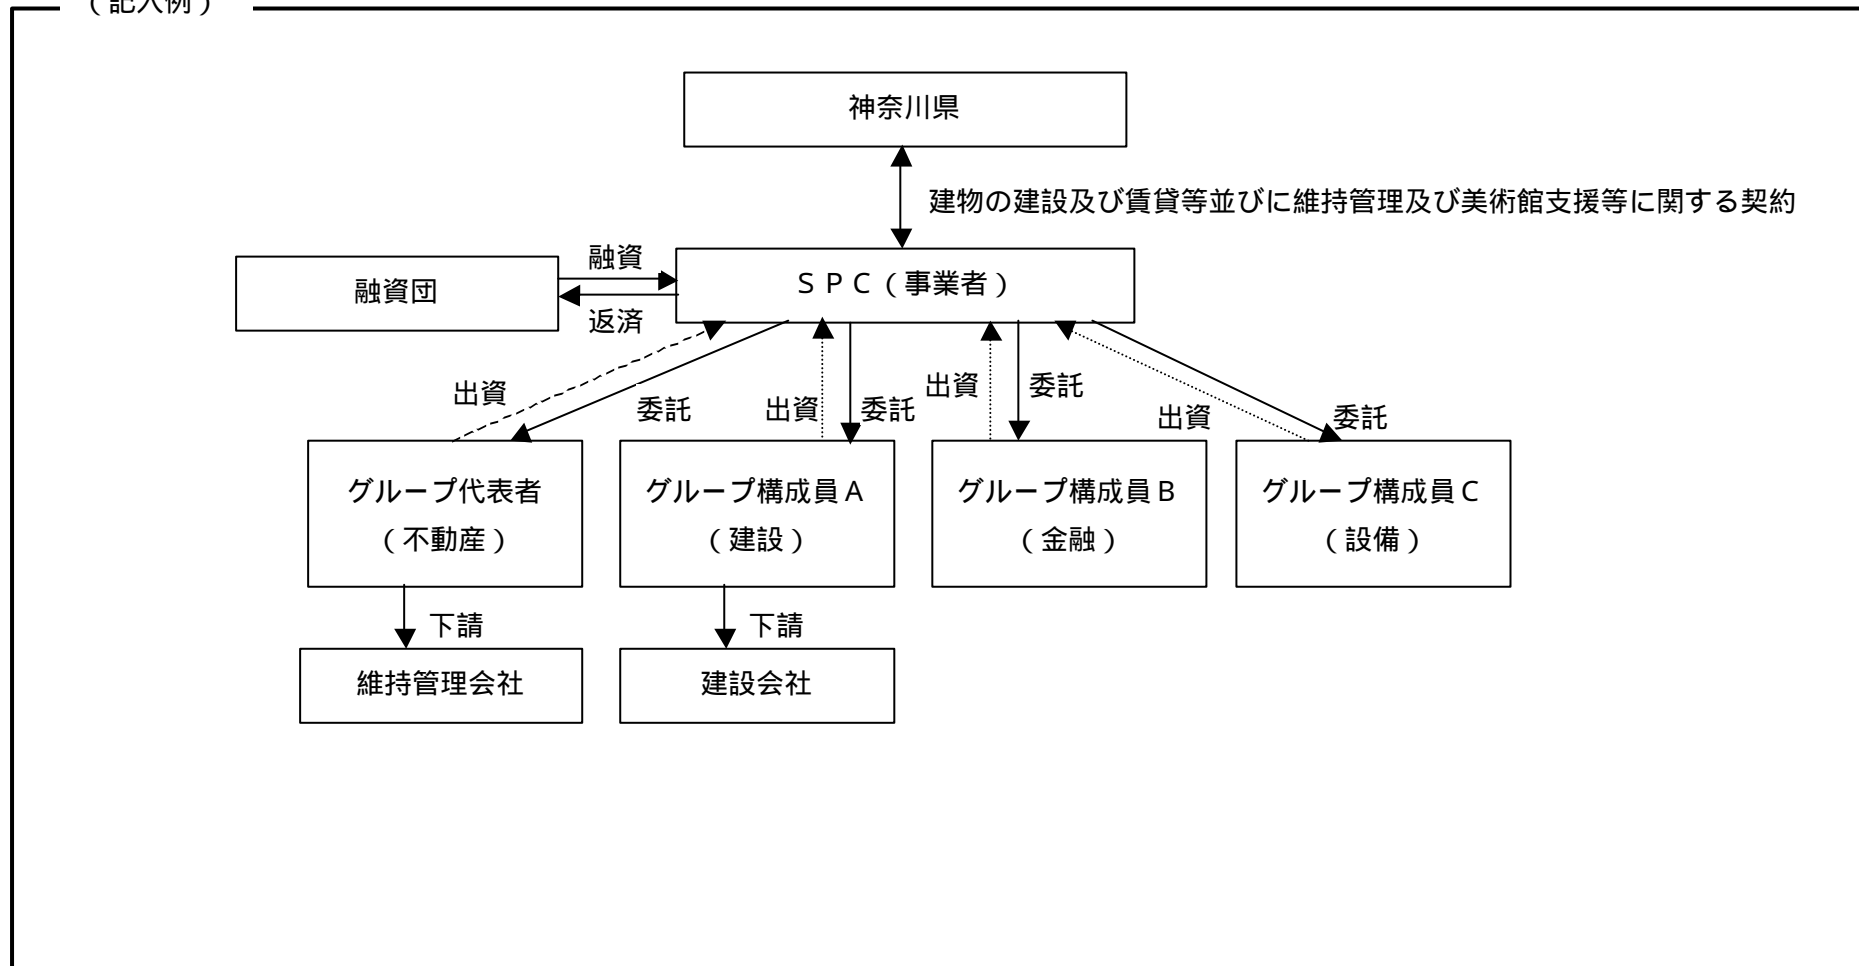 （記入例）
神奈川県
建物の建設及び賃貸等並びに維持管理及び美術館支援等に関する契約
融資
融資団
ＳＰＣ（事業者）
返済
出資
委託
出資
委託
出資
委託
出資
委託
グループ代表者
（不動産）
グループ構成員Ａ
（建設）
グループ構成員Ｂ
（金融）
グループ構成員Ｃ
（設備）
下請
下請
維持管理会社
建設会社